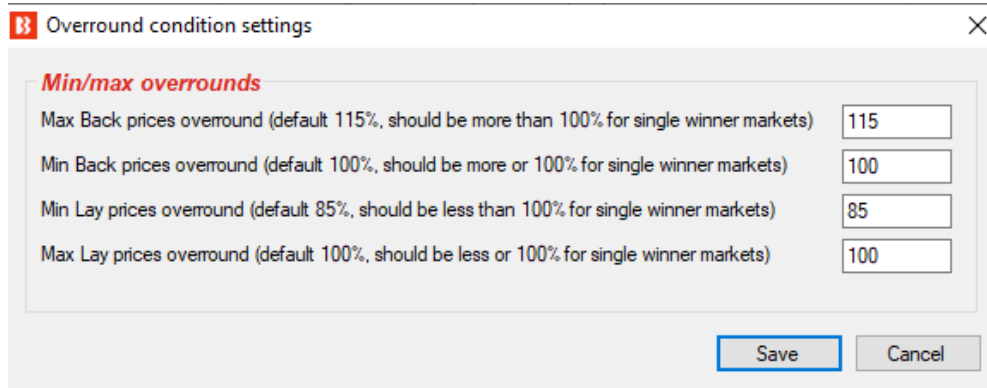 Overround condition settings
Min/max overrounds
Max Back prices overround (default 115%, should be more than 100% for single winner markets) 115
Min Back prices overround (default 100%, should be more or 100% for single winner markets) 100
Min Lay prices overround (default 85%, should be less than 100% for single winner markets) 85
Max Lay prices overround (default 100%, should be less or 100% for single winner markets) 100
Save Cancel